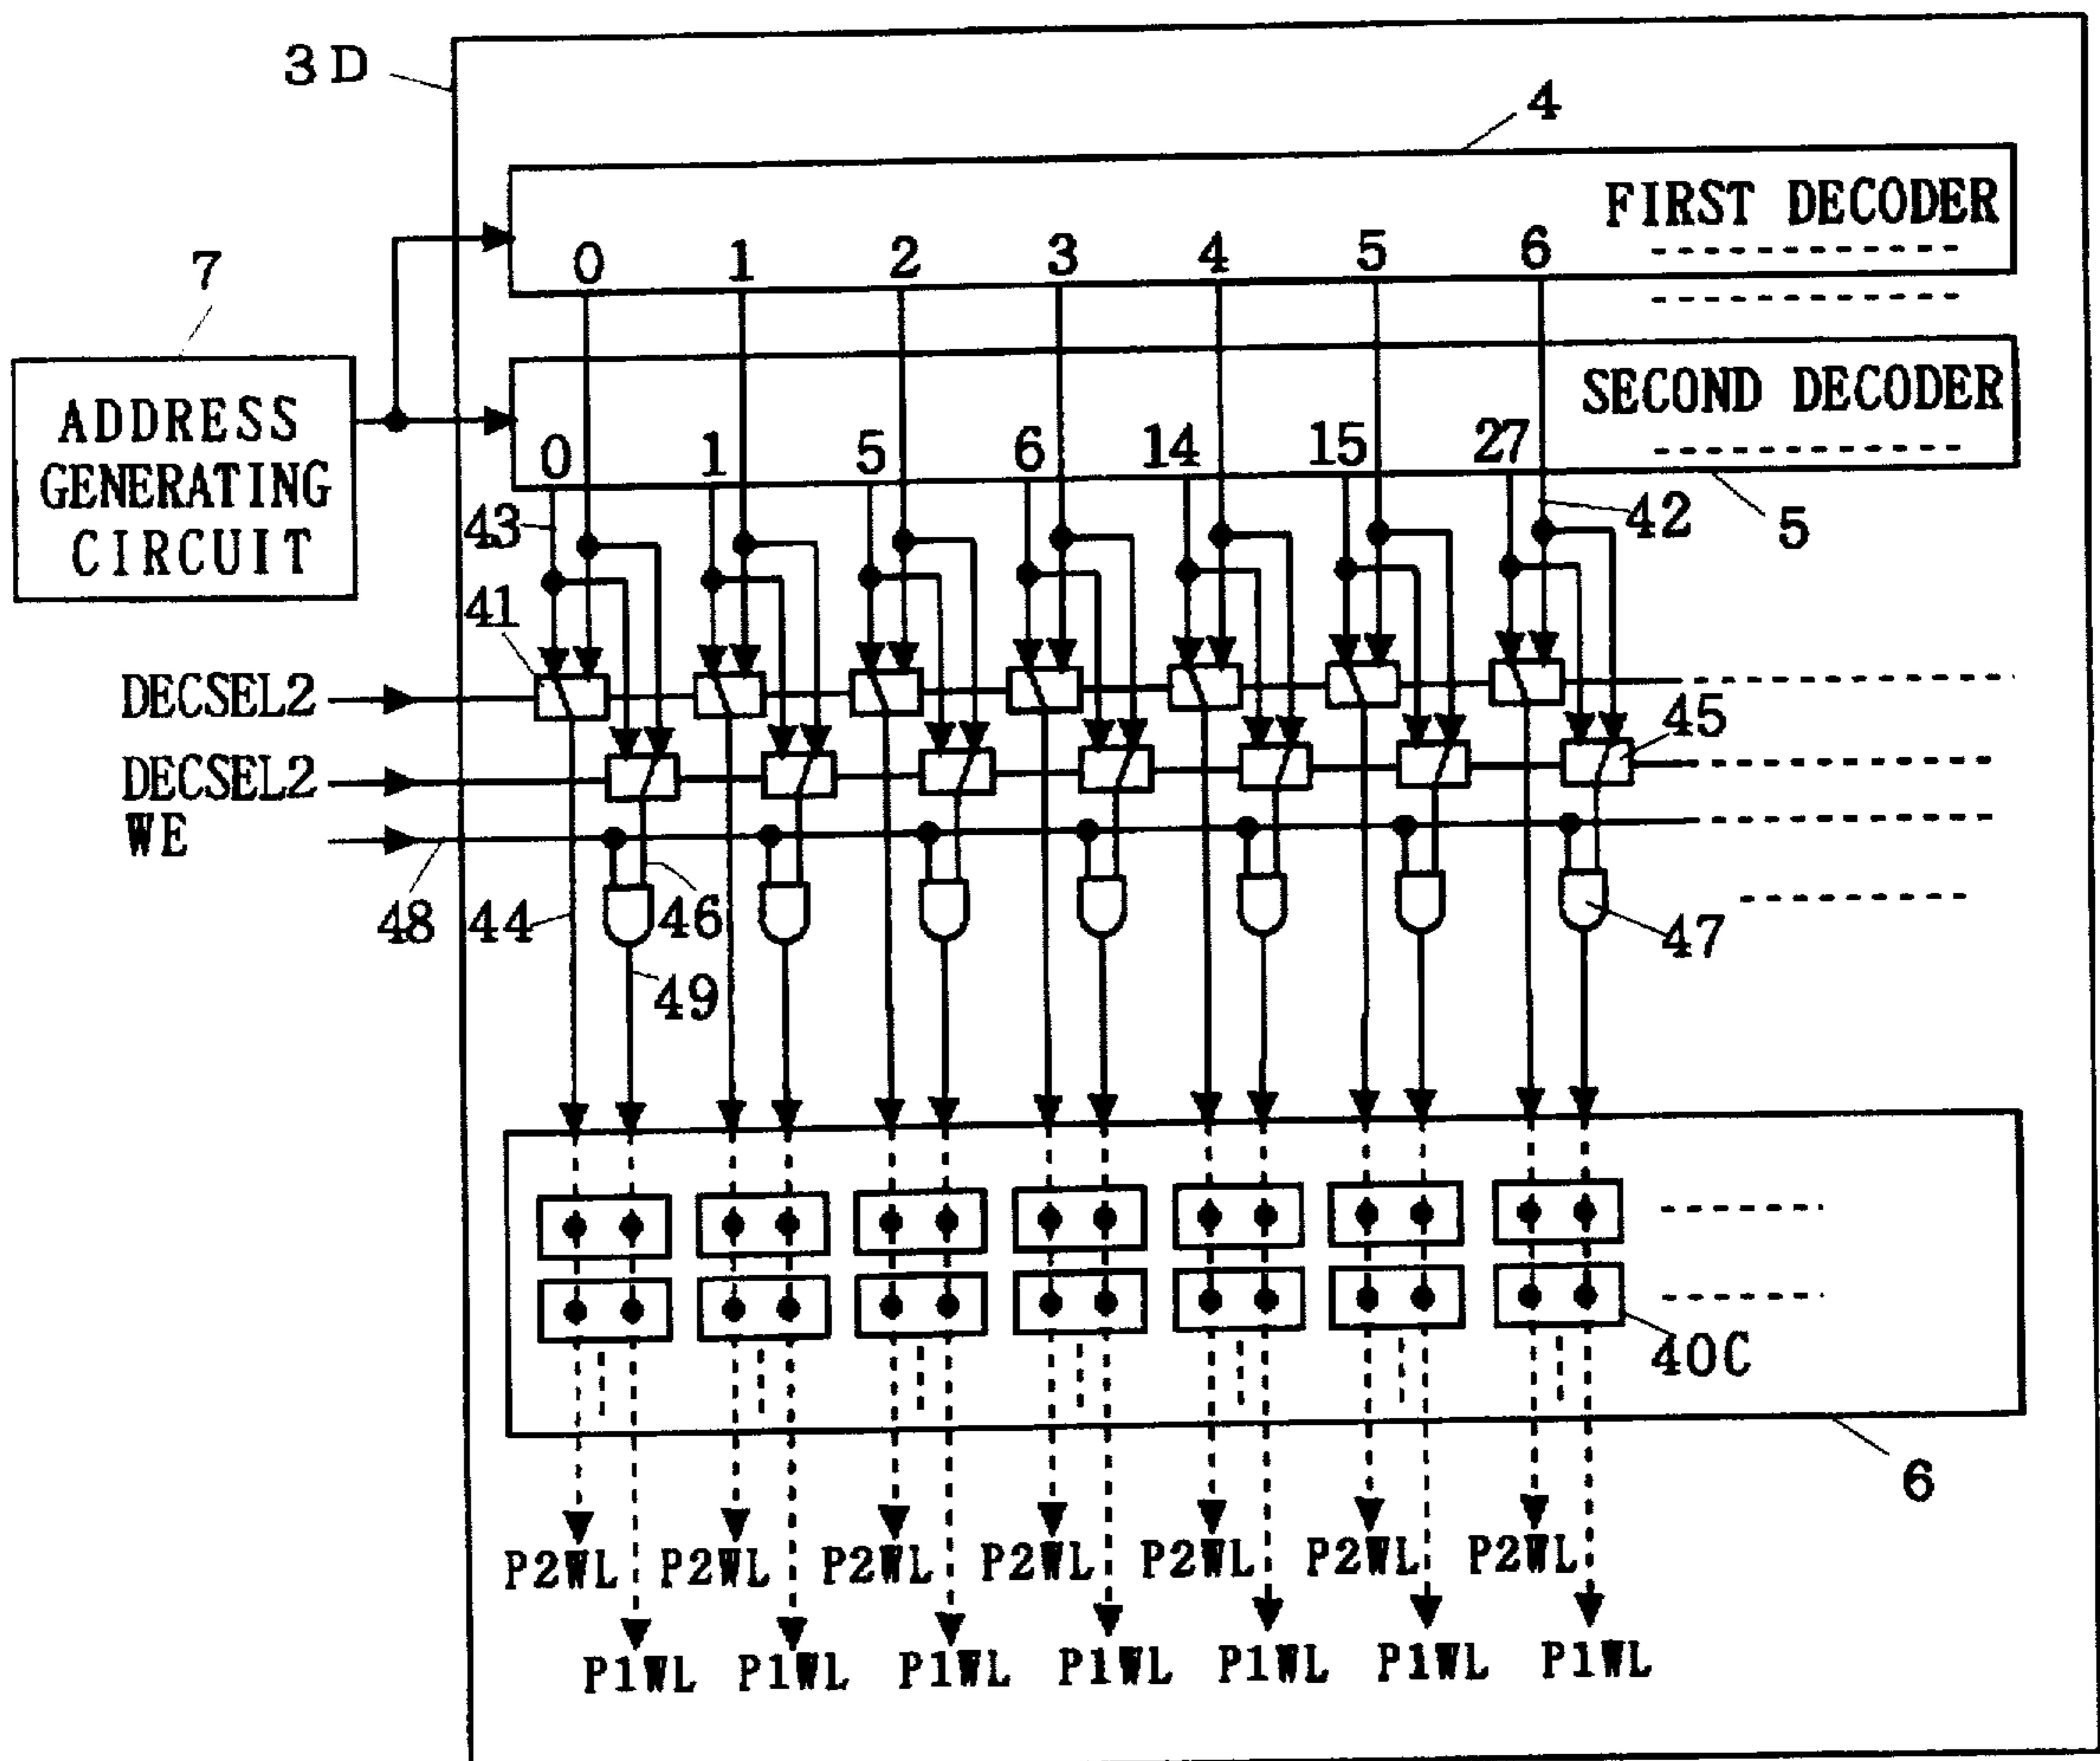 3D
4
FIRST DECODER
0 1 2 3 4 5 6
7
ADDRESS
GENERATING
CIRCUIT
SECOND DECODER
0 1 5 6 14 15 27
43
42
5
41
DECSEL2
45
DECSEL2
WE
48 44 46 47
49
40C
6
P2WL P2WL P2WL P2WL P2WL P2WL P2WL
P1WL P1WL P1WL P1WL P1WL P1WL P1WL